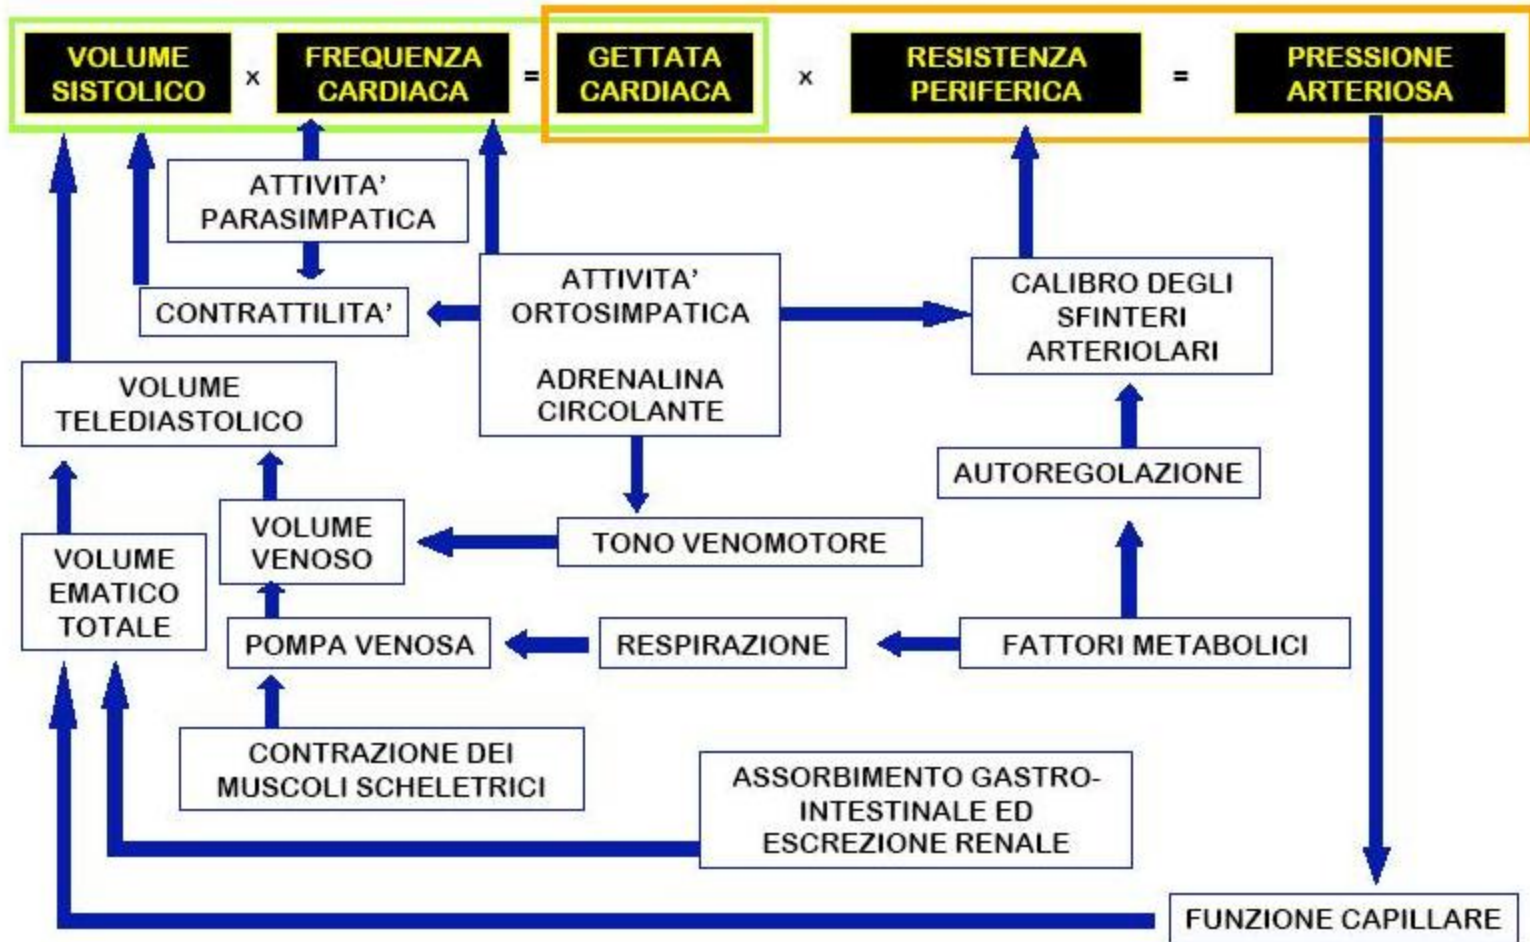 VOLUME
SISTOLICO
x
FREQUENZA
CARDIACA
=
GETTATA
CARDIACA
x
RESISTENZA
PERIFERICA
=
PRESSIONE
ARTERIOSA
ATTIVITA’
PARASIMPATICA
CONTRATTILITA’
ATTIVITA’
ORTOSIMPATICA
ADRENALINA
CIRCOLANTE
CALIBRO DEGLI
SFINTERI
ARTERIOLARI
VOLUME
TELEDIASTOLICO
AUTOREGOLAZIONE
VOLUME
EMATICO
TOTALE
VOLUME
VENOSO
TONO VENOMOTORE
POMPA VENOSA
RESPIRAZIONE
FATTORI METABOLICI
CONTRAZIONE DEI
MUSCOLI SCHELETRICI
ASSORBIMENTO GASTRO-
INTESTINALE ED
ESCREZIONE RENALE
FUNZIONE CAPILLARE